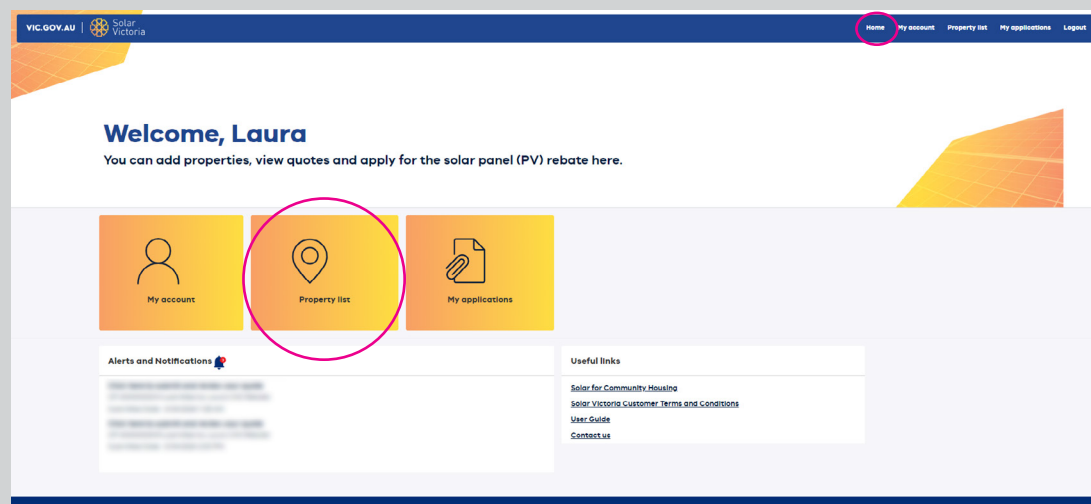 VIC.GOV.AU | Solar
Victoria
Home My account Property list My applications Logout
Welcome, Laura
You can add properties, view quotes and apply for the solar panel (PV) rebate here.
My account
Property list
My applications
Alerts and Notifications
Useful links
Solar for Community Housing
Solar Victoria Customer Terms and Conditions
User Guide
Contact us